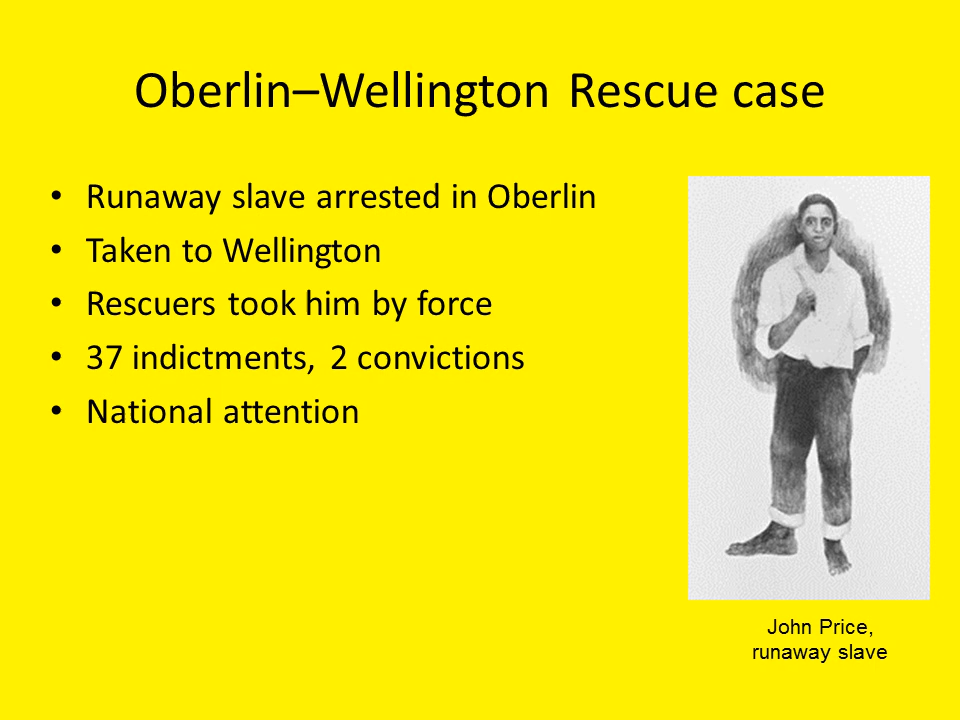 Oberlin–Wellington Rescue case
• Runaway slave arrested in Oberlin
• Taken to Wellington
• Rescuers took him by force
• 37 indictments, 2 convictions
• National attention
John Price,
runaway slave